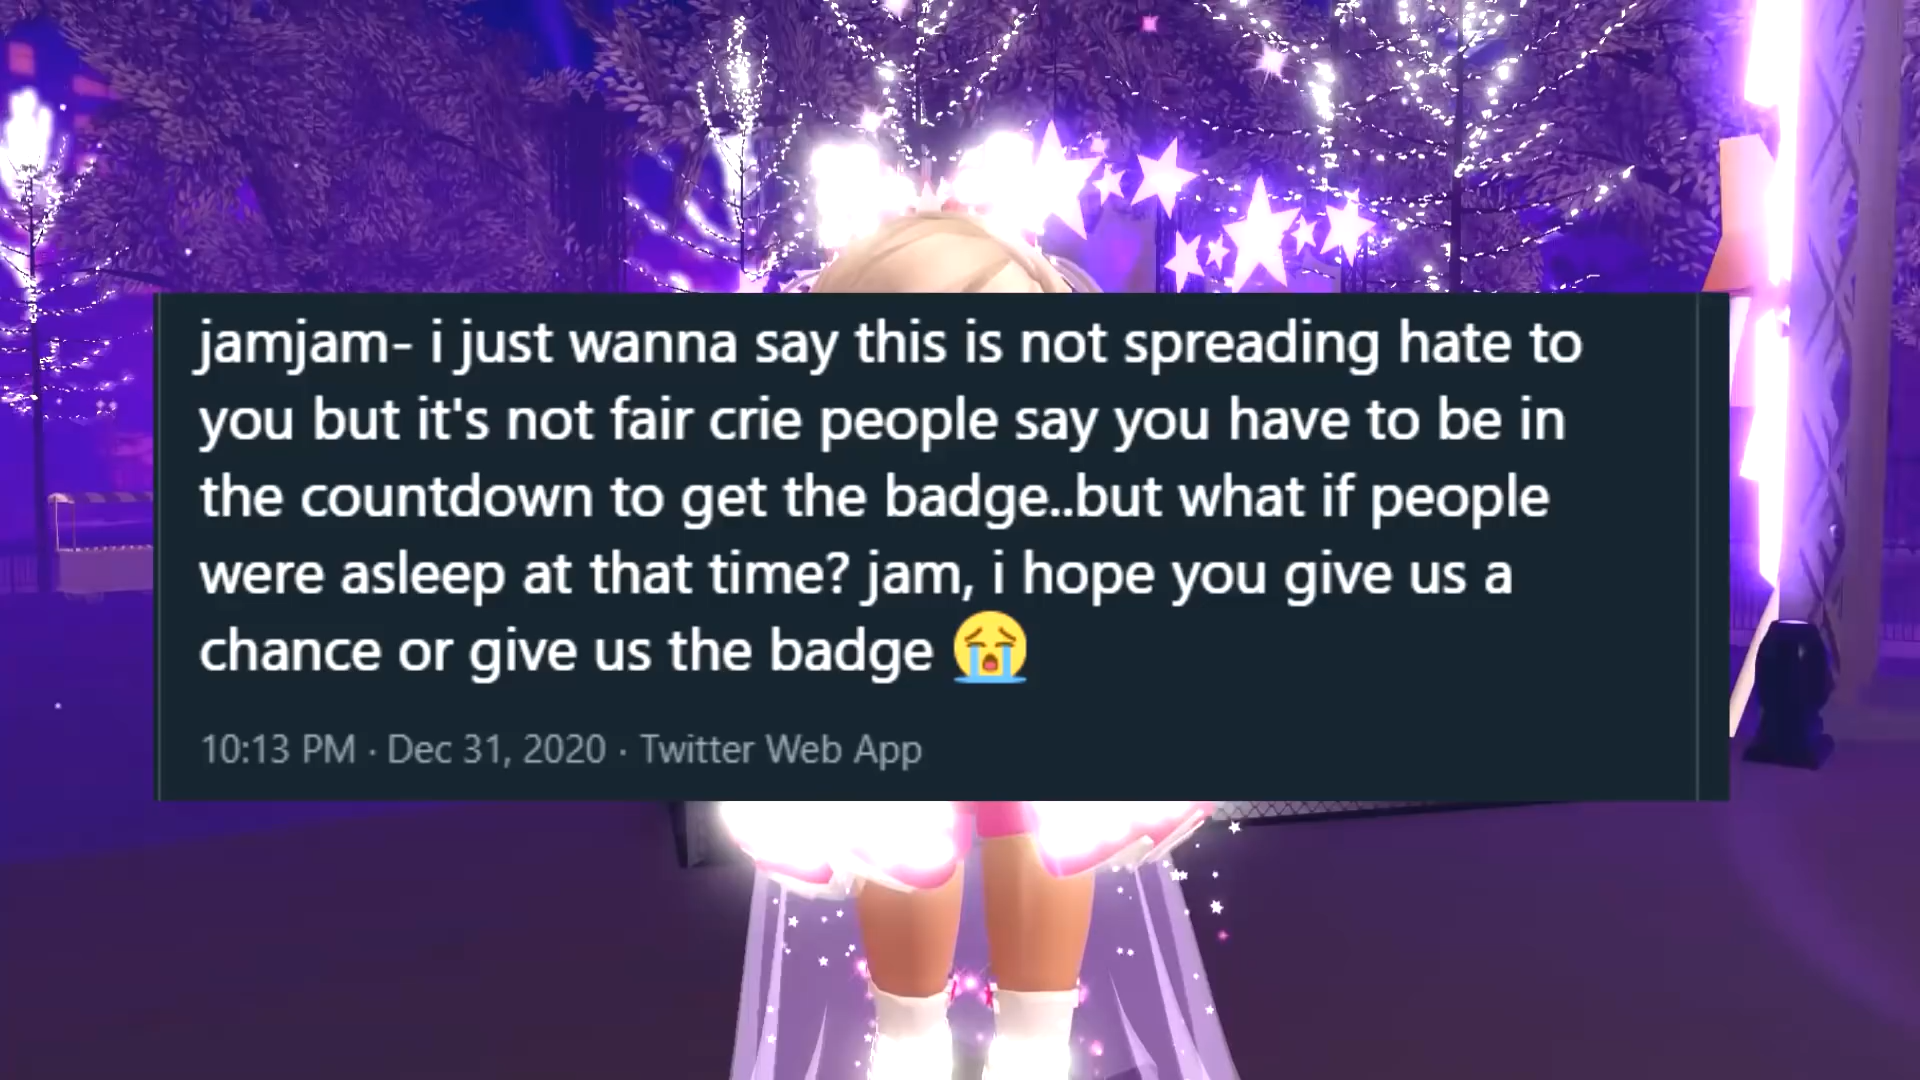 jamjam- i just wanna say this is not spreading hate to
you but it's not fair crie people say you have to be in
the countdown to get the badge..but what if people
were asleep at that time? jam, i hope you give us a
chance or give us the badge 😭
10:13 PM · Dec 31, 2020 · Twitter Web App